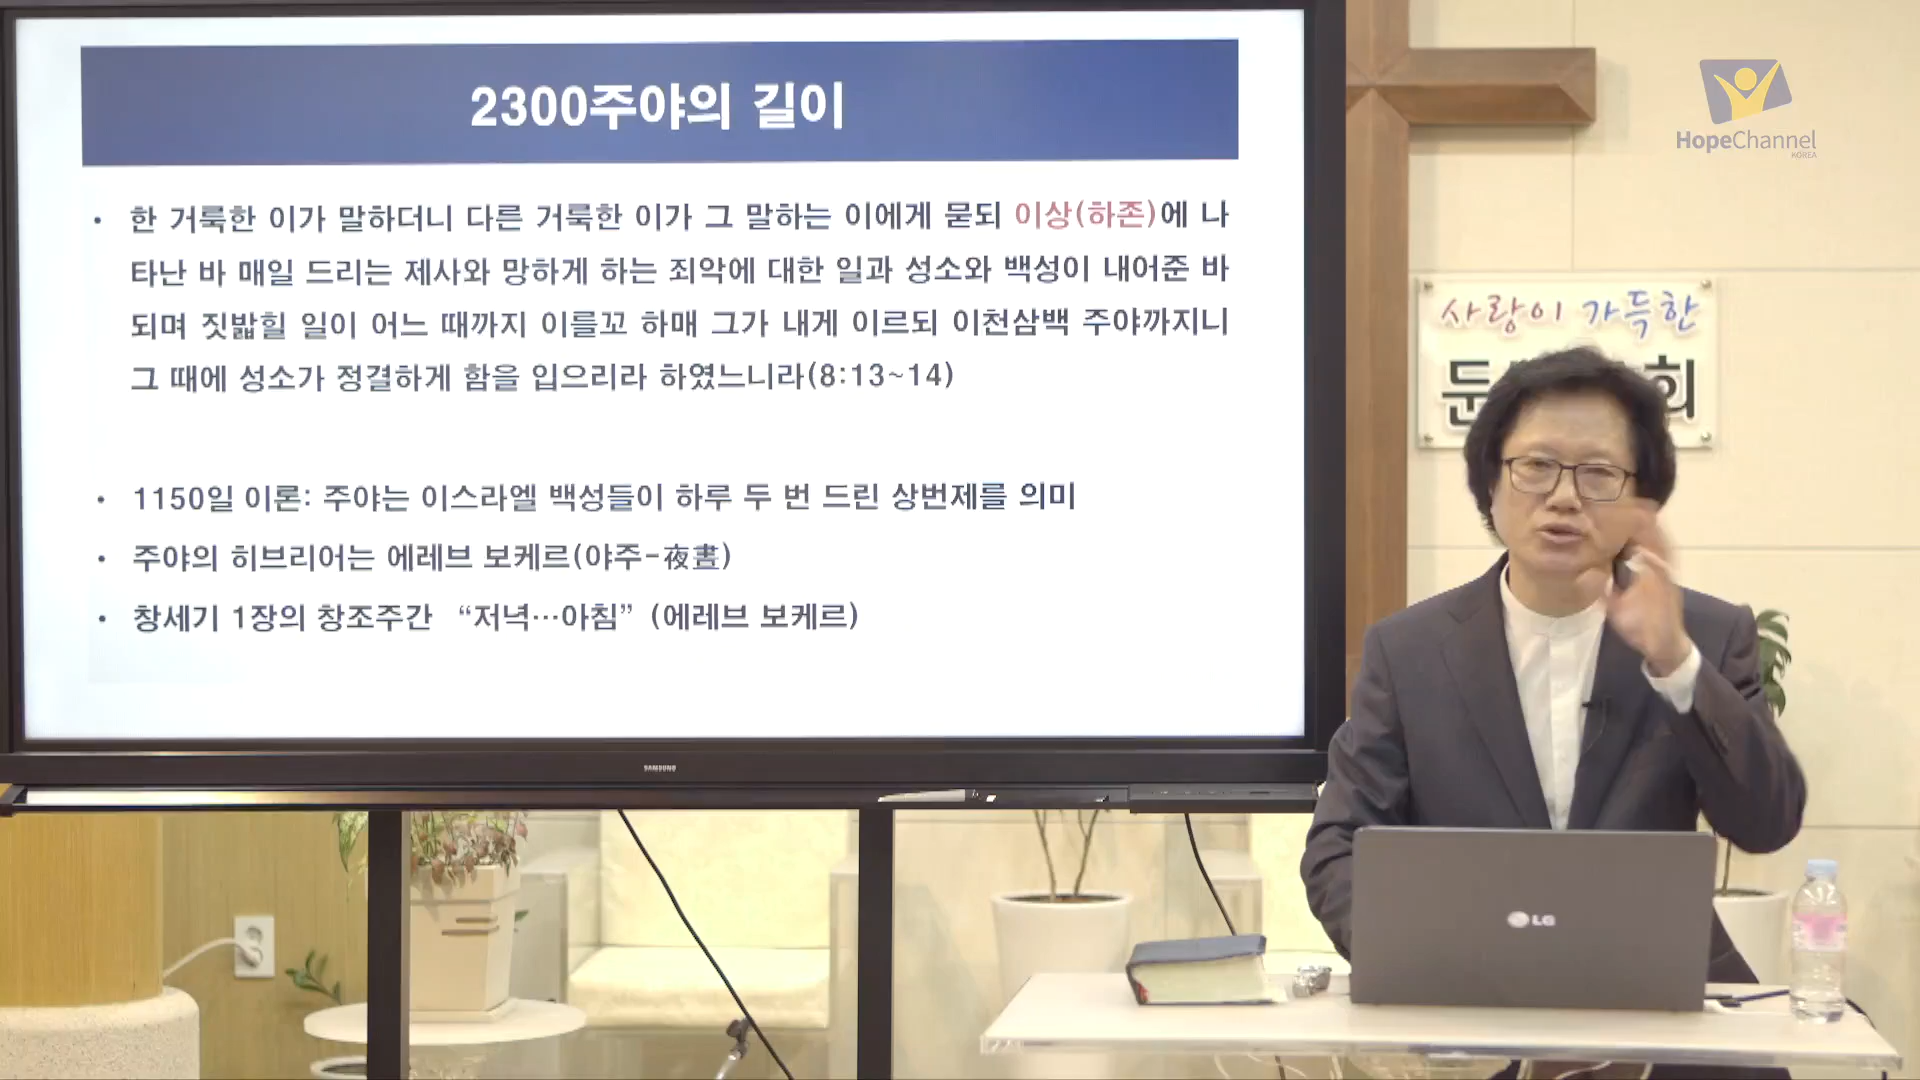 2300주야의 길이
• 한 거룩한 이가 말하더니 다른 거룩한 이가 그 말하는 이에게 묻되 이상(하존)에 나
타난 바 매일 드리는 제사와 망하게 하는 죄악에 대한 일과 성소와 백성이 내어준 바
되며 짓밟힐 일이 어느 때까지 이를꼬 하매 그가 내게 이르되 이천삼백 주야까지니
그 때에 성소가 정결하게 함을 입으리라 하였느니라(8:13~14)
• 1150일 이론: 주야는 이스라엘 백성들이 하루 두 번 드린 상번제를 의미
• 주야의 히브리어는 에레브 보케르(야주-夜晝)
• 창세기 1장의 창조주간 “저녁…아침” (에레브 보케르)
SAMSUNG
HopeChannel
KOREA
사랑이 가득한
둔 회
LG